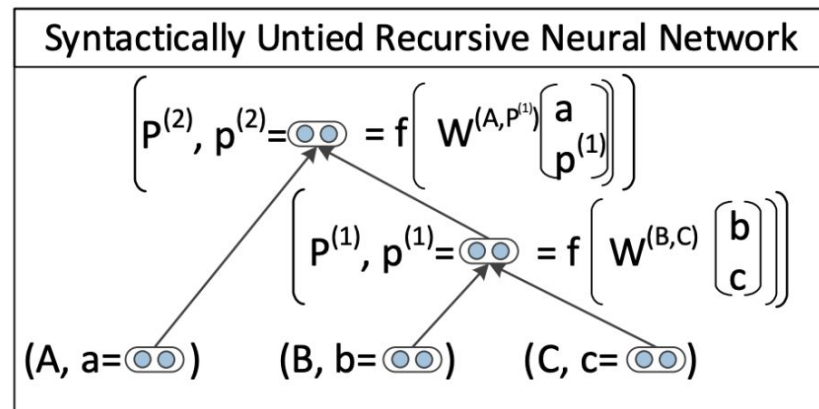 Syntactically Untied Recursive Neural Network
(P^(2), p^(2)= = f( W^(A,P^(1)) [a p^(1)]))
(P^(1), p^(1)= = f( W^(B,C) [b c]))
(A, a= ) (B, b= ) (C, c= )